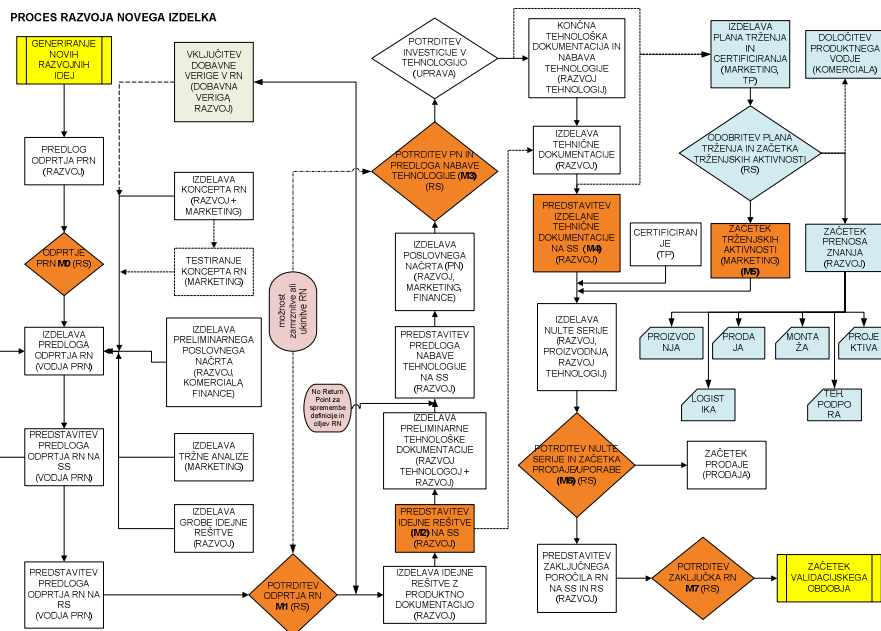 PROCES RAZVOJA NOVEGA IZDELKA
GENERIRANJE
NOVIH
RAZVOJNIH
IDEJ
PREDLOG
ODPRTJA PRN
(RAZVOJ)
ODPRTJE
PRN M0 (RS)
IZDELAVA
PREDLOGA
ODPRTJA RN
(VODJA PRN)
PREDSTAVITEV
PREDLOGA
ODPRTJA RN NA
SS
(VODJA PRN)
PREDSTAVITEV
PREDLOGA
ODPRTJA RN NA
RS
(VODJA PRN)
VKLJUČITEV
DOBAVNE
VERIGE V RN
(DOBAVNA
VERIGA,
RAZVOJ)
IZDELAVA
KONCEPTA RN
(RAZVOJ +
MARKETING)
TESTIRANJE
KONCEPTA RN
(MARKETING)
IZDELAVA
PRELIMINARNEGA
POSLOVNEGA
NAČRTA
(RAZVOJ,
KOMERCIALA,
FINANCE)
IZDELAVA
TRŽNE ANALIZE
(MARKETING)
IZDELAVA
GROBE IDEJNE
REŠITVE
(RAZVOJ)
POTRDITEV
ODPRTJA RN
M1 (RS)
možnost
zamrznitve ali
ukinitve RN
No Return
Point za
spremembe
definicije in
ciljev RN
POTRDITEV
INVESTICIJE V
TEHNOLOGIJO
(UPRAVA)
POTRDITEV PN IN
PREDLOGA NABAVE
TEHNOLOGIJE (M3)
(RS)
IZDELAVA
POSLOVNEGA
NAČRTA (PN)
(RAZVOJ,
MARKETING,
FINANCE)
PREDSTAVITEV
PREDLOGA
NABAVE
TEHNOLOGIJE
NA SS
(RAZVOJ)
IZDELAVA
PRELIMINARNE
TEHNOLOŠKE
DOKUMENTACIJE
(RAZVOJ
TEHNOLOGOJ +
RAZVOJ)
PREDSTAVITEV
IDEJNE REŠITVE
(M2) NA SS
(RAZVOJ)
IZDELAVA IDEJNE
REŠITVE Z
PRODUKTNO
DOKUMENTACIJO
(RAZVOJ)
KONČNA
TEHNOLOŠKA
DOKUMENTACIJA IN
NABAVA
TEHNOLOGIJE
(RAZVOJ
TEHNOLOGIJ)
IZDELAVA
TEHNIČNE
DOKUMENTACIJE
(RAZVOJ)
PREDSTAVITEV
IZDELANE
TEHNIČNE
DOKUMENTACIJE
NA SS (M4)
(RAZVOJ)
CERTIFICIRAN
JE
(TP)
IZDELAVA
NULTE SERIJE
(RAZVOJ,
PROIZVODNJA,
RAZVOJ
TEHNOLOGIJ)
POTRDITEV NULTE
SERIJE IN ZAČETKA
PRODAJE/UPORABE
(M6) (RS)
ZAČETEK
PRODAJE
(PRODAJA)
PREDSTAVITEV
ZAKLJUČNEGA
POROČILA RN
NA SS IN RS
(RAZVOJ)
POTRDITEV
ZAKLJUČKA RN
M7 (RS)
ZAČETEK
VALIDACIJSKEGA
OBDOBJA
IZDELAVA
PLANA TRŽENJA
IN
CERTIFICIRANJA
(MARKETING,
TP)
DOLOČITEV
PRODUKTNEGA
VODJE
(KOMERCIALA)
ODOBRITEV PLANA
TRŽENJA IN ZAČETKA
TRŽENJSKIH AKTIVNOSTI
(RS)
ZAČETEK
TRŽENJSKIH
AKTIVNOSTI
(MARKETING)
(M5)
ZAČETEK
PRENOSA
ZNANJA
(RAZVOJ)
PROIZVOD
NJA
PRODA
JA
MONTA
ŽA
PROJE
KTIVA
LOGIST
IKA
TEH.
PODPO
RA